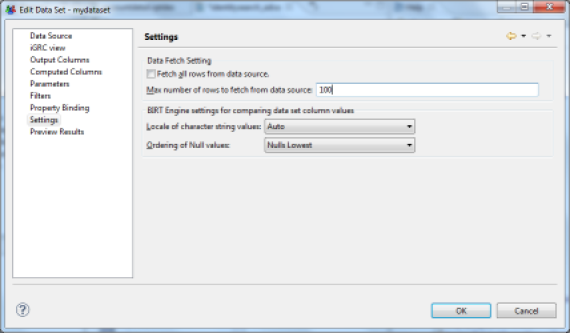 Edit Data Set - mydataset
Data Source
iGRC view
Output Columns
Computed Columns
Parameters
Filters
Property Binding
Settings
Preview Results
Settings
Data Fetch Setting
Fetch all rows from data source.
Max number of rows to fetch from data source: 100
BIRT Engine settings for comparing data set column values
Locale of character string values: Auto
Ordering of Null values: Nulls Lowest
?
OK Cancel